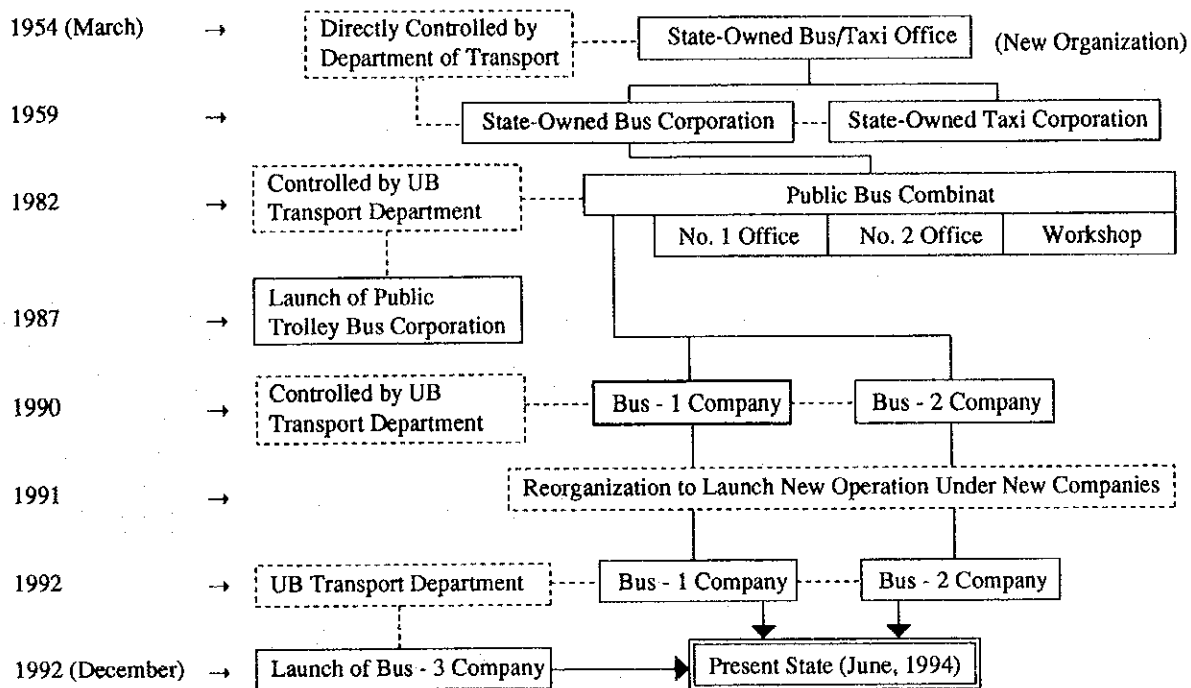 1954 (March) → Directly Controlled by Department of Transport State-Owned Bus/Taxi Office (New Organization)
1959 → State-Owned Bus Corporation State-Owned Taxi Corporation
1982 → Controlled by UB Transport Department Public Bus Combinat
No. 1 Office No. 2 Office Workshop
1987 → Launch of Public Trolley Bus Corporation
1990 → Controlled by UB Transport Department Bus - 1 Company Bus - 2 Company
1991 → Reorganization to Launch New Operation Under New Companies
1992 → UB Transport Department Bus - 1 Company Bus - 2 Company
1992 (December) → Launch of Bus - 3 Company Present State (June, 1994)